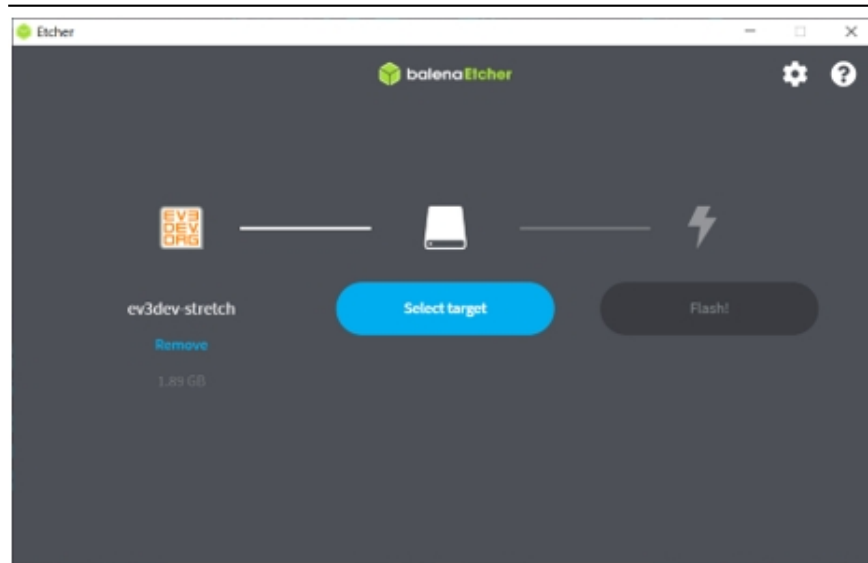 Etcher
balenaEtcher
EV3
DEV.
ORG
ev3dev-stretch
Select target
Flash!
Remove
1.89 GB